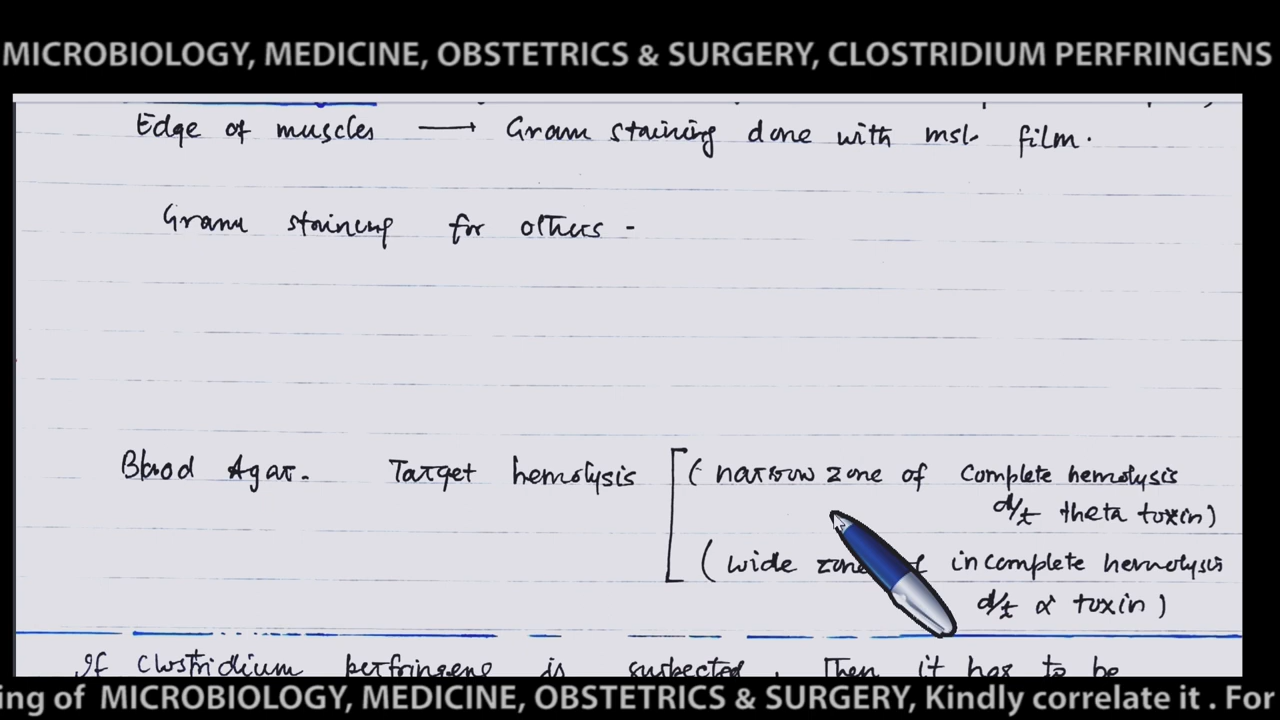 MICROBIOLOGY, MEDICINE, OBSTETRICS & SURGERY, CLOSTRIDIUM PERFRINGENS
Edge of muscles ⟶ Gram staining done with msl- film.
Gram staining for others -
Blood Agar. Target hemolysis [ ( narrow zone of complete hemolysis
d/t theta toxin)
( wide zone of incomplete hemolysis
d/t α toxin )
If Clostridium perfringens is suspected. Then it has to be
ing of MICROBIOLOGY, MEDICINE, OBSTETRICS & SURGERY, Kindly correlate it . For